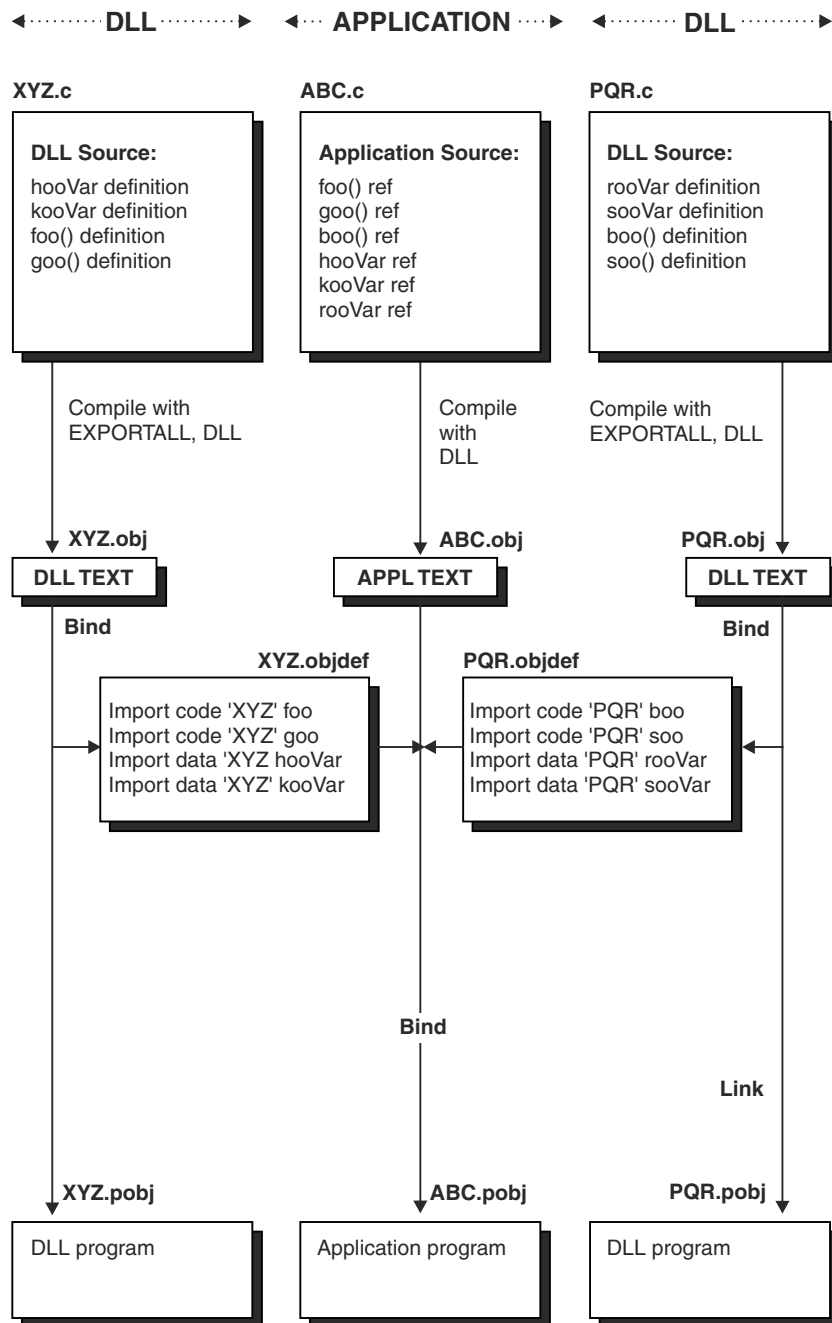 DLL
APPLICATION
DLL
XYZ.c
DLL Source:
hooVar definition
kooVar definition
foo() definition
goo() definition
ABC.c
Application Source:
foo() ref
goo() ref
boo() ref
hooVar ref
kooVar ref
rooVar ref
PQR.c
DLL Source:
rooVar definition
sooVar definition
boo() definition
soo() definition
Compile with
EXPORTALL, DLL
Compile
with
DLL
Compile with
EXPORTALL, DLL
XYZ.obj
DLL TEXT
Bind
ABC.obj
APPL TEXT
PQR.obj
DLL TEXT
Bind
XYZ.objdef
Import code 'XYZ' foo
Import code 'XYZ' goo
Import data 'XYZ hooVar
Import data 'XYZ' kooVar
PQR.objdef
Import code 'PQR' boo
Import code 'PQR' soo
Import data 'PQR' rooVar
Import data 'PQR' sooVar
Bind
Link
XYZ.pobj
DLL program
ABC.pobj
Application program
PQR.pobj
DLL program